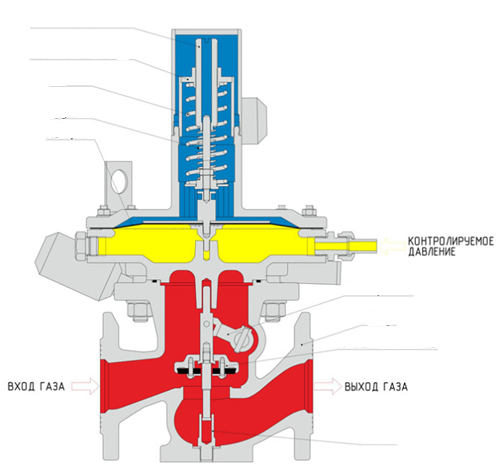 КОНТРОЛИРУЕМОЕ
ДАВЛЕНИЕ
ВХОД ГАЗА
ВЫХОД ГАЗА